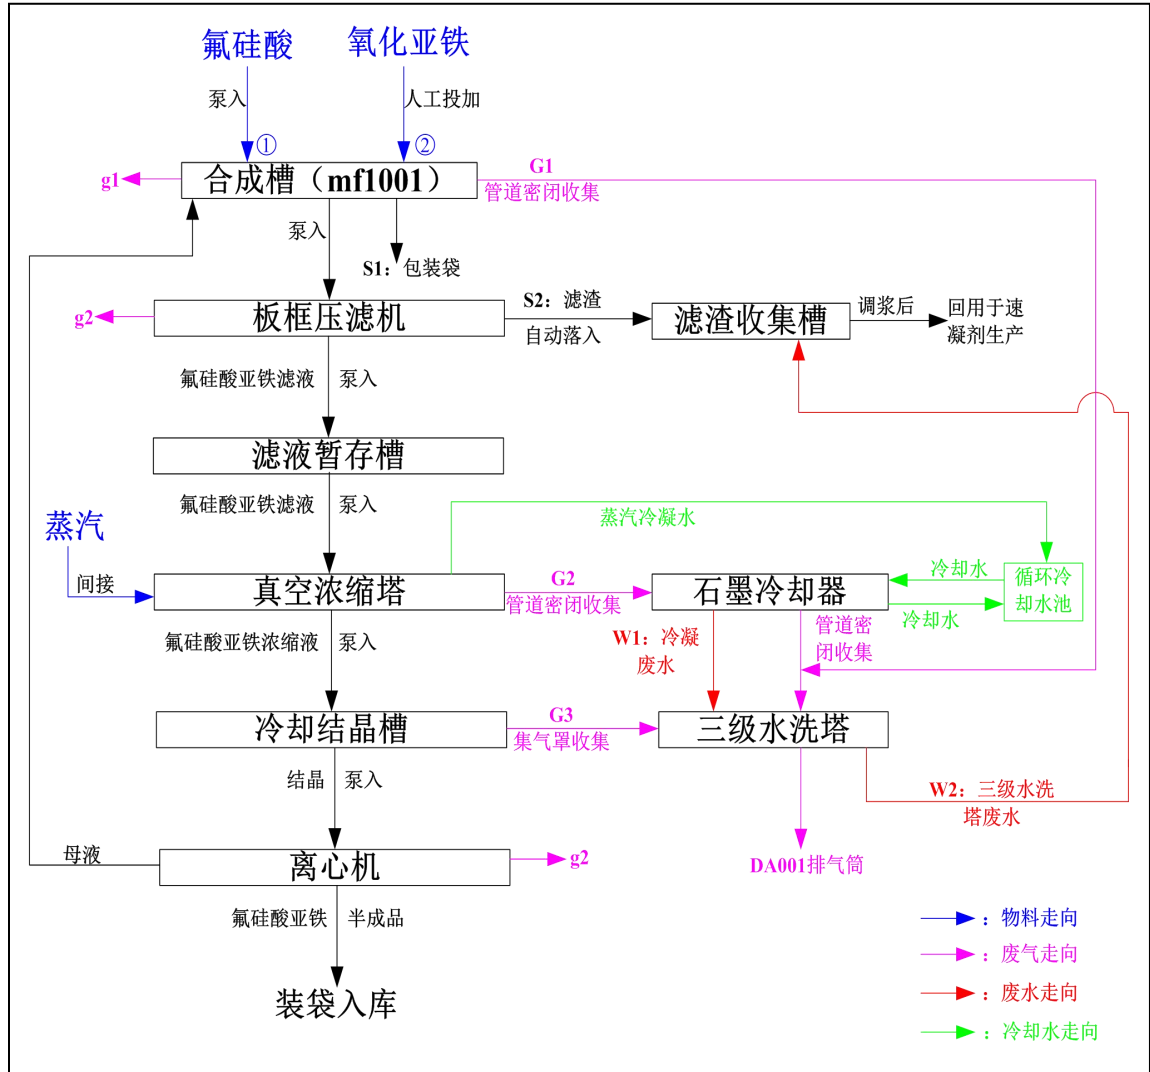 氟硅酸
氧化亚铁
泵入
人工投加
①
②
g1
合成槽（mf1001）
G1
管道密闭收集
泵入
S1：包装袋
g2
板框压滤机
S2：滤渣
自动落入
滤渣收集槽
调浆后
回用于速
凝剂生产
氟硅酸亚铁滤液
泵入
滤液暂存槽
氟硅酸亚铁滤液
泵入
蒸汽冷凝水
蒸汽
间接
真空浓缩塔
G2
管道密闭收集
石墨冷却器
冷却水
冷却水
循环冷
却水池
氟硅酸亚铁浓缩液
泵入
W1：冷凝
废水
管道密
闭收集
冷却结晶槽
G3
集气罩收集
三级水洗塔
结晶
泵入
W2：三级水洗
塔废水
母液
离心机
g2
DA001排气筒
氟硅酸亚铁
半成品
装袋入库
：物料走向
：废气走向
：废水走向
：冷却水走向